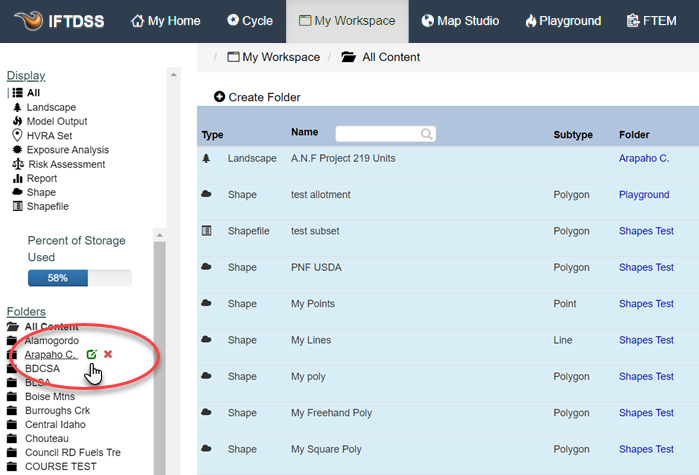 IFTDSS My Home Cycle My Workspace Map Studio Playground FTEM
/ My Workspace / All Content
Display
All
Landscape
Model Output
HVRA Set
Exposure Analysis
Risk Assessment
Report
Shape
Shapefile
Percent of Storage
Used
58%
Folders
All Content
Alamogordo
Arapaho C.
BDCSA
BLSA
Boise Mtns
Burroughs Crk
Central Idaho
Chouteau
Council RD Fuels Tre
COURSE TEST
Create Folder
Type Name Subtype Folder
Landscape A.N.F Project 219 Units Arapaho C.
Shape test allotment Polygon Playground
Shapefile test subset Polygon Shapes Test
Shape PNF USDA Polygon Shapes Test
Shape My Points Point Shapes Test
Shape My Lines Line Shapes Test
Shape My poly Polygon Shapes Test
Shape My Freehand Poly Polygon Shapes Test
Shape My Square Poly Polygon Shapes Test